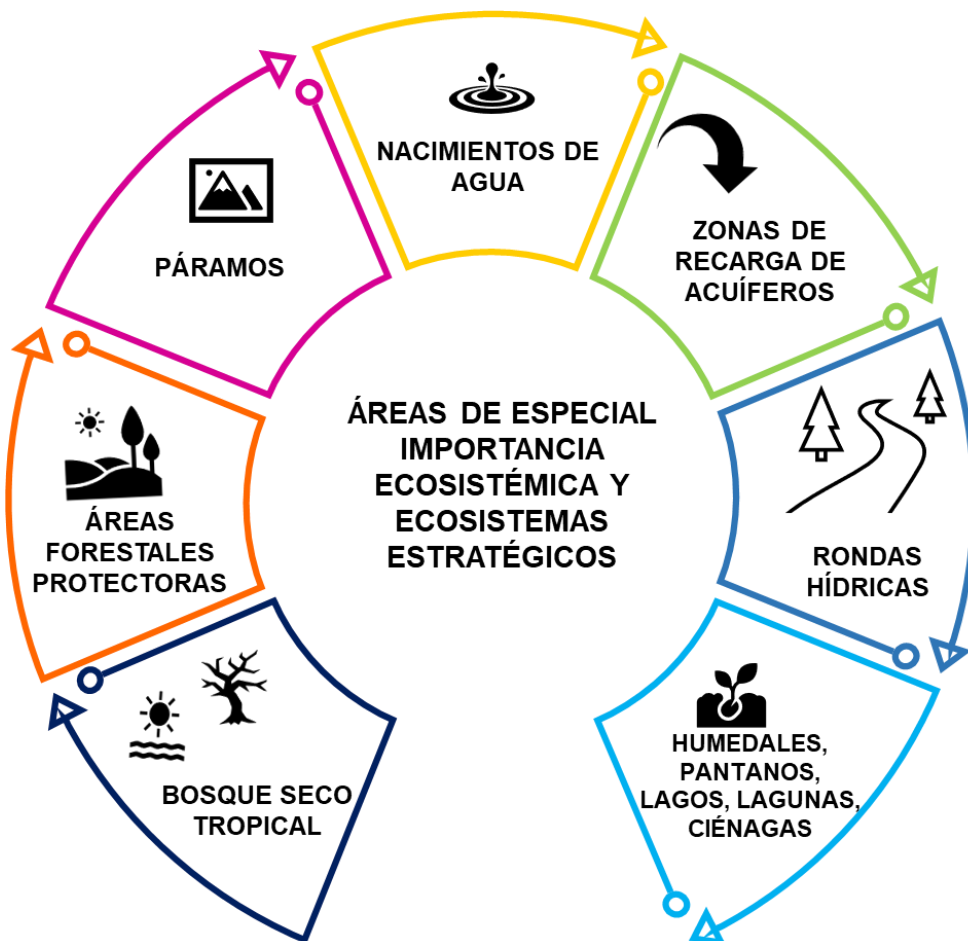 NACIMIENTOS DE
AGUA
ZONAS DE
RECARGA DE
ACUÍFEROS
PÁRAMOS
ÁREAS DE ESPECIAL
IMPORTANCIA
ECOSISTÉMICA Y
ECOSISTEMAS
ESTRATÉGICOS
ÁREAS
FORESTALES
PROTECTORAS
RONDAS
HÍDRICAS
BOSQUE SECO
TROPICAL
HUMEDALES,
PANTANOS,
LAGOS, LAGUNAS,
CIÉNAGAS